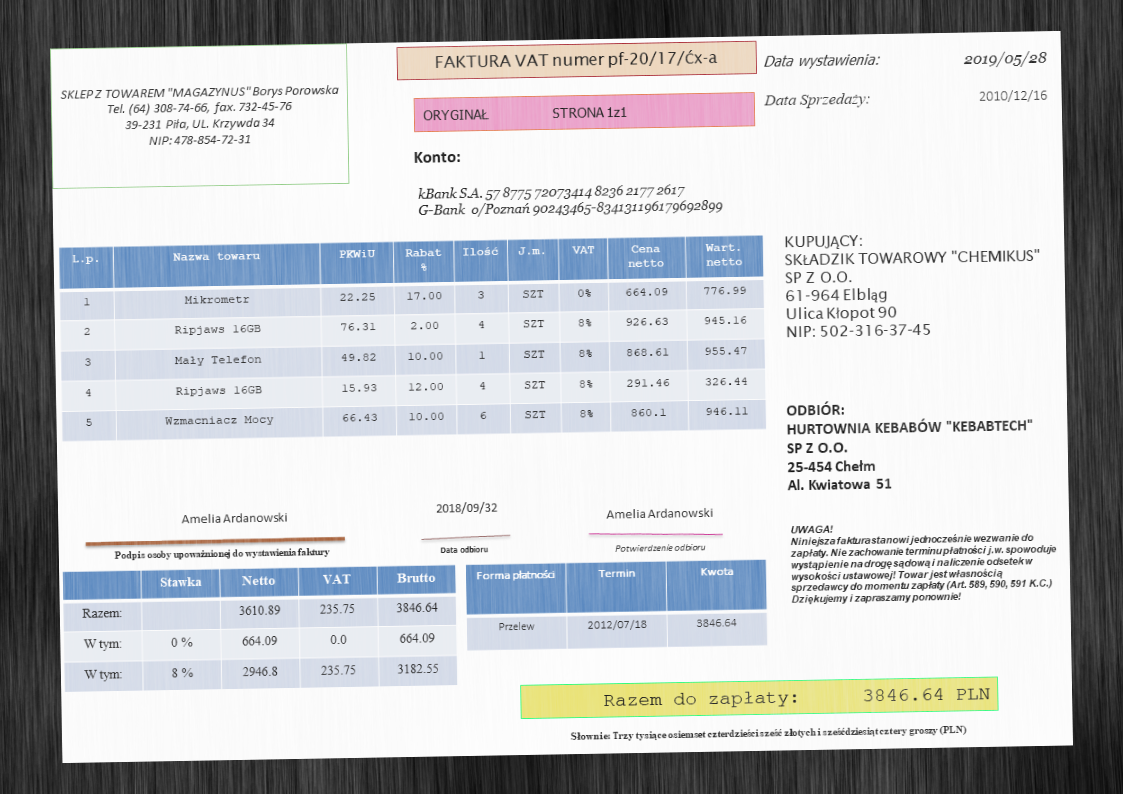 SKLEP Z TOWAREM "MAGAZYNUS" Borys Porowska
Tel. (64) 308-74-66, fax. 732-45-76
39-231 Piła, UL. Krzywda 34
NIP: 478-854-72-31
FAKTURA VAT numer pf-20/17/ćx-a
ORYGINAŁ STRONA 1z1
Data wystawienia: 2019/05/28
Data Sprzedaży: 2010/12/16
Konto:
kBank S.A. 57 8775 72073414 8236 2177 2617
G-Bank o/Poznań 90243465-834131196179692899
L.p. Nazwa towaru PKWiU Rabat % Ilość J.m. VAT Cena netto Wart. netto
1 Mikrometr 22.25 17.00 3 SZT 0% 664.09 776.99
2 Ripjaws 16GB 76.31 2.00 4 SZT 8% 926.63 945.16
3 Mały Telefon 49.82 10.00 1 SZT 8% 868.61 955.47
4 Ripjaws 16GB 15.93 12.00 4 SZT 8% 291.46 326.44
5 Wzmacniacz Mocy 66.43 10.00 6 SZT 8% 860.1 946.11
KUPUJĄCY:
SKŁADZIK TOWAROWY "CHEMIKUS"
SP Z O.O.
61-964 Elbląg
Ulica Kłopot 90
NIP: 502-316-37-45
ODBIÓR:
HURTOWNIA KEBABÓW "KEBABTECH"
SP Z O.O.
25-454 Chełm
Al. Kwiatowa 51
Amelia Ardanowski
Podpis osoby upoważnionej do wystawienia faktury
2018/09/32
Data odbioru
Amelia Ardanowski
Potwierdzenie odbioru
UWAGA!
Niniejsza faktura stanowi jednocześnie wezwanie do
zapłaty. Nie zachowanie terminu płatności j.w. spowoduje
wystąpienie na drogę sądową i naliczenie odsetek w
wysokości ustawowej! Towar jest własnością
sprzedawcy do momentu zapłaty (Art. 589, 590, 591 K.C.)
Dziękujemy i zapraszamy ponownie!
Stawka Netto VAT Brutto
Razem: 3610.89 235.75 3846.64
W tym: 0 % 664.09 0.0 664.09
W tym: 8 % 2946.8 235.75 3182.55
Forma płatności Termin Kwota
Przelew 2012/07/18 3846.64
Razem do zapłaty: 3846.64 PLN
Słownie: Trzy tysiące osiemset czterdzieści sześć złotych i sześćdziesiąt cztery groszy (PLN)